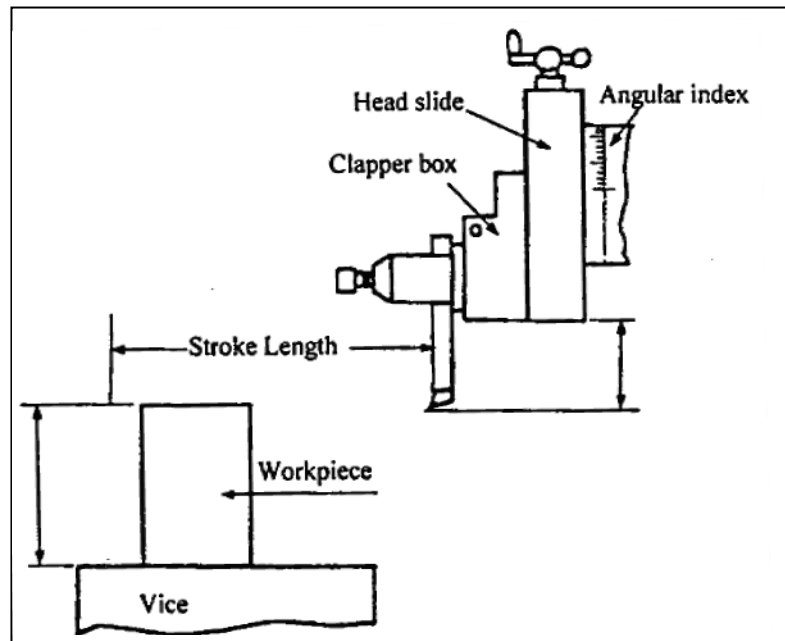 Head slide
Angular index
Clapper box
Stroke Length
Workpiece
Vice